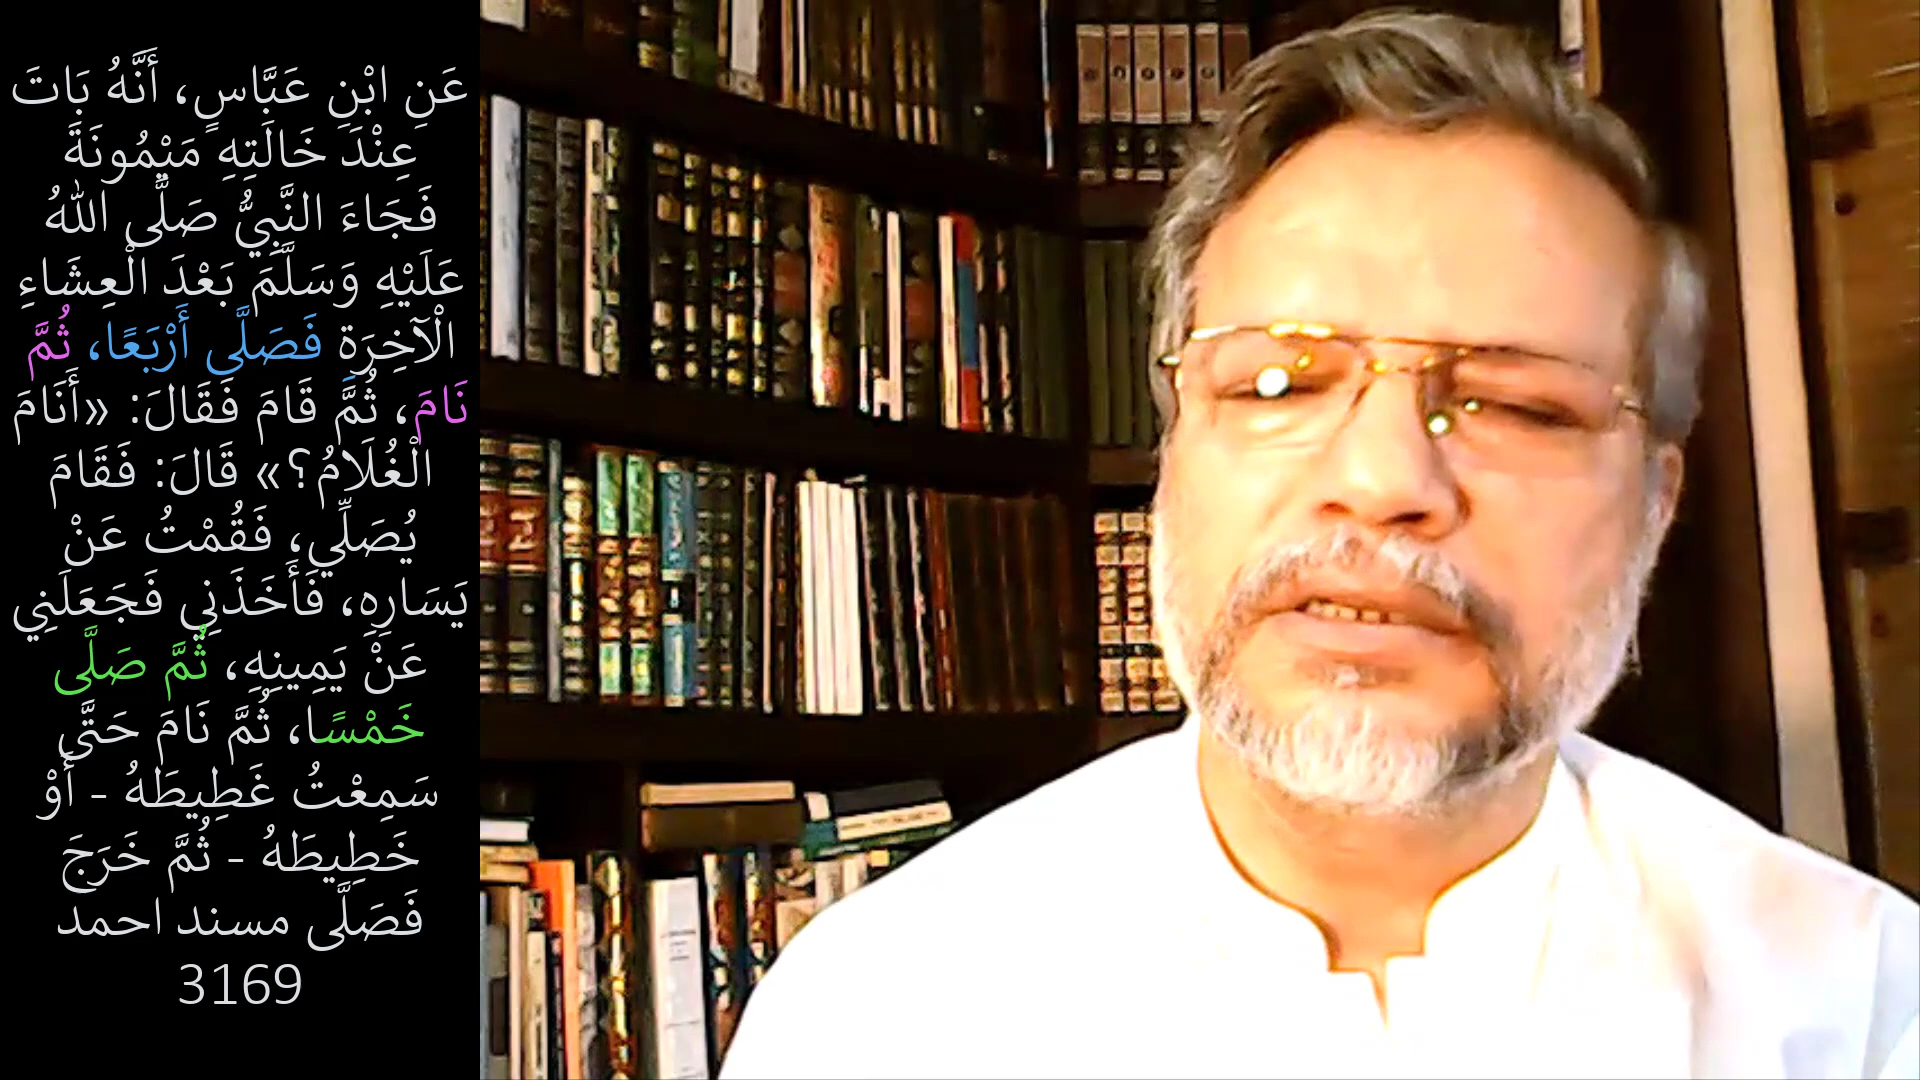 عَنِ ابْنِ عَبَّاسٍ، أَنَّهُ بَاتَ
عِنْدَ خَالَتِهِ مَيْمُونَةَ
فَجَاءَ النَّبِيُّ صَلَّى اللهُ
عَلَيْهِ وَسَلَّمَ بَعْدَ الْعِشَاءِ
الْآخِرَةِ فَصَلَّى أَرْبَعًا، ثُمَّ
نَامَ، ثُمَّ قَامَ فَقَالَ: «أَنَامَ
الْغُلَامُ؟» قَالَ: فَقَامَ
يُصَلِّي، فَقُمْتُ عَنْ
يَسَارِهِ، فَأَخَذَنِي فَجَعَلَنِي
عَنْ يَمِينِهِ، ثُمَّ صَلَّى
خَمْسًا، ثُمَّ نَامَ حَتَّى
سَمِعْتُ غَطِيطَهُ - أَوْ
خَطِيطَهُ - ثُمَّ خَرَجَ
فَصَلَّى مسند احمد
3169